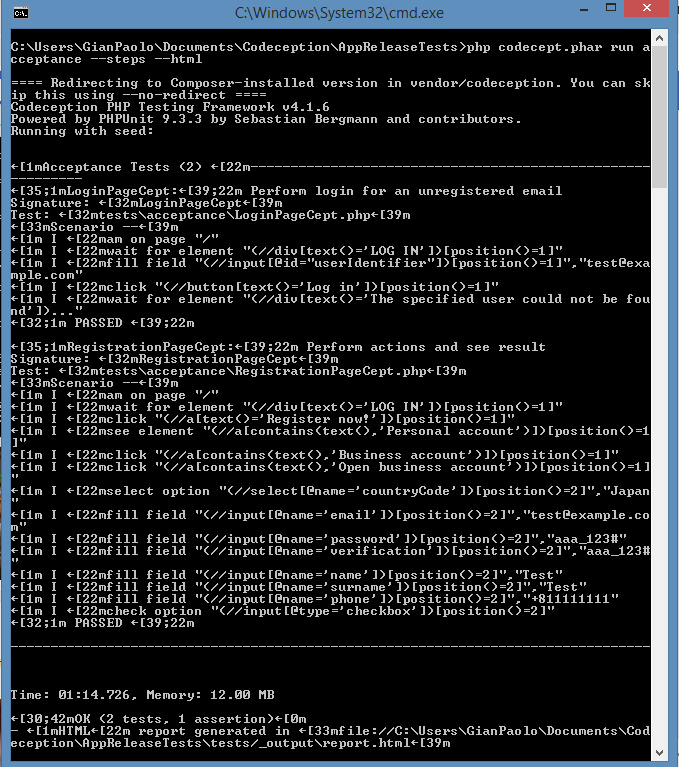 C:\Windows\System32\cmd.exe
C:\Users\GianPaolo\Documents\Codeception\AppReleaseTests>php codecept.phar run a
cceptance --steps --html
==== Redirecting to Composer-installed version in vendor/codeception. You can sk
ip this using --no-redirect ====
Codeception PHP Testing Framework v4.1.6
Powered by PHPUnit 9.3.3 by Sebastian Bergmann and contributors.
Running with seed:
←[1mAcceptance Tests (2) ←[22m--------------------------------------------------
---------
←[35;1mLoginPageCept:←[39;22m Perform login for an unregistered email
Signature: ←[32mLoginPageCept←[39m
Test: ←[32mtests\acceptance\LoginPageCept.php←[39m
←[33mScenario --←[39m
←[1m I ←[22mam on page "/"
←[1m I ←[22mwait for element "(//div[text()='LOG IN'])[position()=1]"
←[1m I ←[22mfill field "(//input[@id="userIdentifier"])[position()=1]","test@exa
mple.com"
←[1m I ←[22mclick "(//button[text()='Log in'])[position()=1]"
←[1m I ←[22mwait for element "(//div[text()='The specified user could not be fou
nd'])..."
←[32;1m PASSED ←[39;22m
←[35;1mRegistrationPageCept:←[39;22m Perform actions and see result
Signature: ←[32mRegistrationPageCept←[39m
Test: ←[32mtests\acceptance\RegistrationPageCept.php←[39m
←[33mScenario --←[39m
←[1m I ←[22mam on page "/"
←[1m I ←[22mwait for element "(//div[text()='LOG IN'])[position()=1]"
←[1m I ←[22mclick "(//a[text()='Register now!'])[position()=1]"
←[1m I ←[22msee element "(//a[contains(text(),'Personal account')])[position()=1
]"
←[1m I ←[22mclick "(//a[contains(text(),'Business account')])[position()=1]"
←[1m I ←[22mclick "(//a[contains(text(),'Open business account')])[position()=1]
"
←[1m I ←[22mselect option "(//select[@name='countryCode'])[position()=2]","Japan
"
←[1m I ←[22mfill field "(//input[@name='email'])[position()=2]","test@example.co
m"
←[1m I ←[22mfill field "(//input[@name='password'])[position()=2]","aaa_123#"
←[1m I ←[22mfill field "(//input[@name='verification'])[position()=2]","aaa_123#
"
←[1m I ←[22mfill field "(//input[@name='name'])[position()=2]","Test"
←[1m I ←[22mfill field "(//input[@name='surname'])[position()=2]","Test"
←[1m I ←[22mfill field "(//input[@name='phone'])[position()=2]","+811111111"
←[1m I ←[22mcheck option "(//input[@type='checkbox'])[position()=2]"
←[32;1m PASSED ←[39;22m
--------------------------------------------------------------------------------
Time: 01:14.726, Memory: 12.00 MB
←[30;42mOK (2 tests, 1 assertion)←[0m
- ←[1mHTML←[22m report generated in ←[33mfile://C:\Users\GianPaolo\Documents\Cod
eception\AppReleaseTests\tests/_output\report.html←[39m